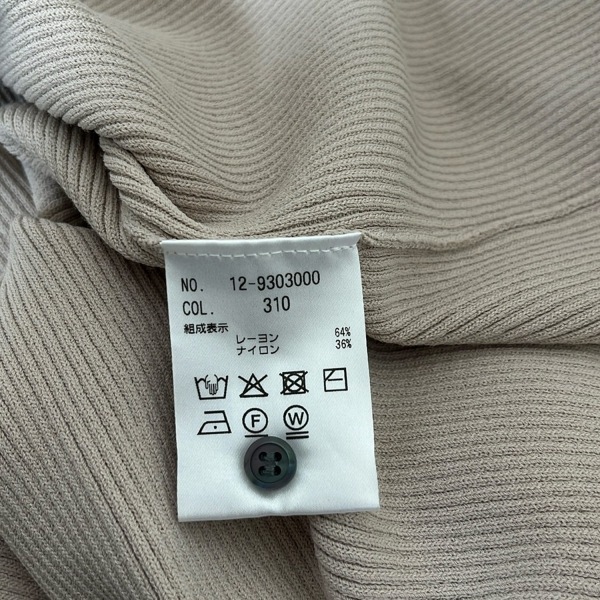 NO. 12-9303000
COL. 310
組成表示
レーヨン 64%
ナイロン 36%
F W